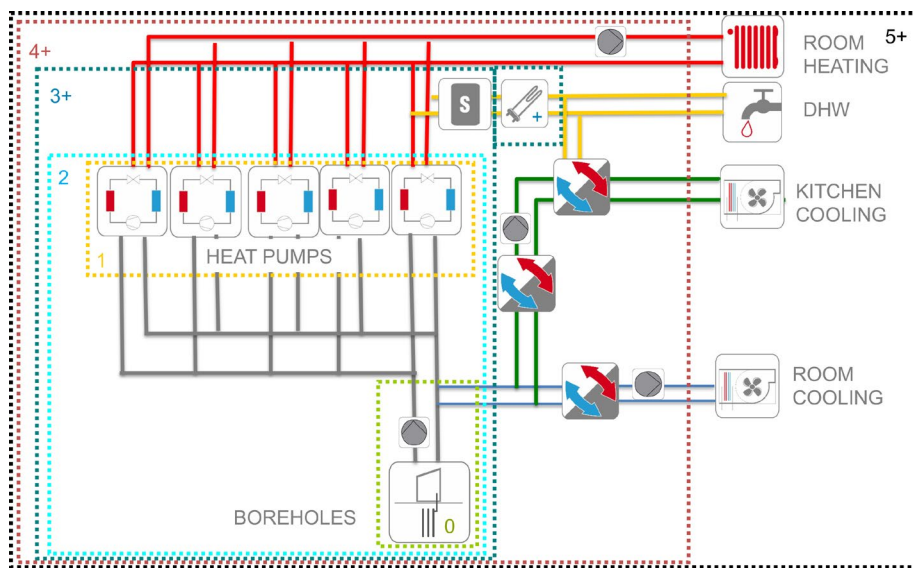 4+
5+
ROOM
HEATING
3+
S
+
DHW
2
KITCHEN
COOLING
1
HEAT PUMPS
ROOM
COOLING
BOREHOLES
0